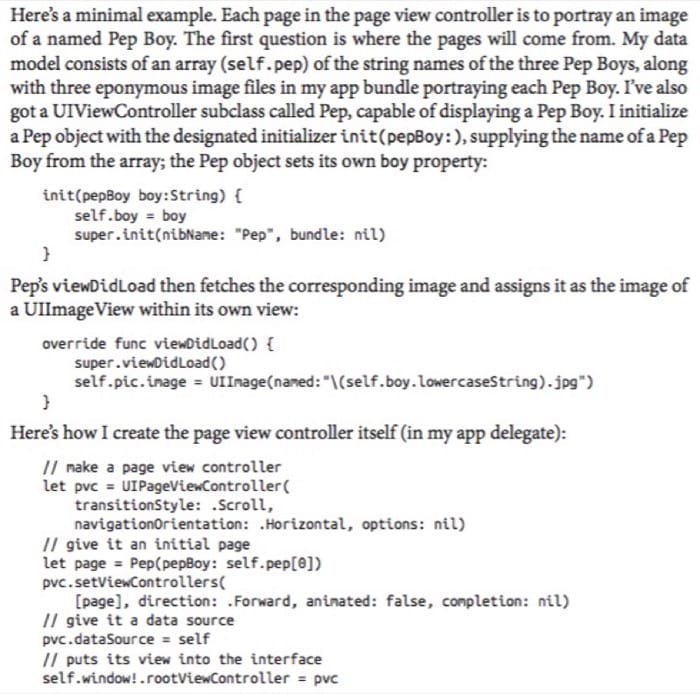 Here's a minimal example. Each page in the page view controller is to portray an image
of a named Pep Boy. The first question is where the pages will come from. My data
model consists of an array (self.pep) of the string names of the three Pep Boys, along
with three eponymous image files in my app bundle portraying each Pep Boy. I've also
got a UIViewController subclass called Pep, capable of displaying a Pep Boy. I initialize
a Pep object with the designated initializer init(pepBoy:), supplying the name of a Pep
Boy from the array; the Pep object sets its own boy property:
init(pepBoy boy:String) {
self.boy = boy
super.init(nibName: "Pep", bundle: nil)
}
Pep's viewDidLoad then fetches the corresponding image and assigns it as the image of
a UIImageView within its own view:
override func viewDidLoad() {
super.viewDidLoad()
self.pic.image = UIImage(named:"\(self.boy.lowercaseString).jpg")
}
Here's how I create the page view controller itself (in my app delegate):
// make a page view controller
let pvc = UIPageViewController(
transitionStyle: .Scroll,
navigationOrientation: .Horizontal, options: nil)
// give it an initial page
let page = Pep(pepBoy: self.pep[0])
pvc.setViewControllers(
[page], direction: .Forward, animated: false, completion: nil)
// give it a data source
pvc.dataSource = self
// puts its view into the interface
self.window!.rootViewController = pvc